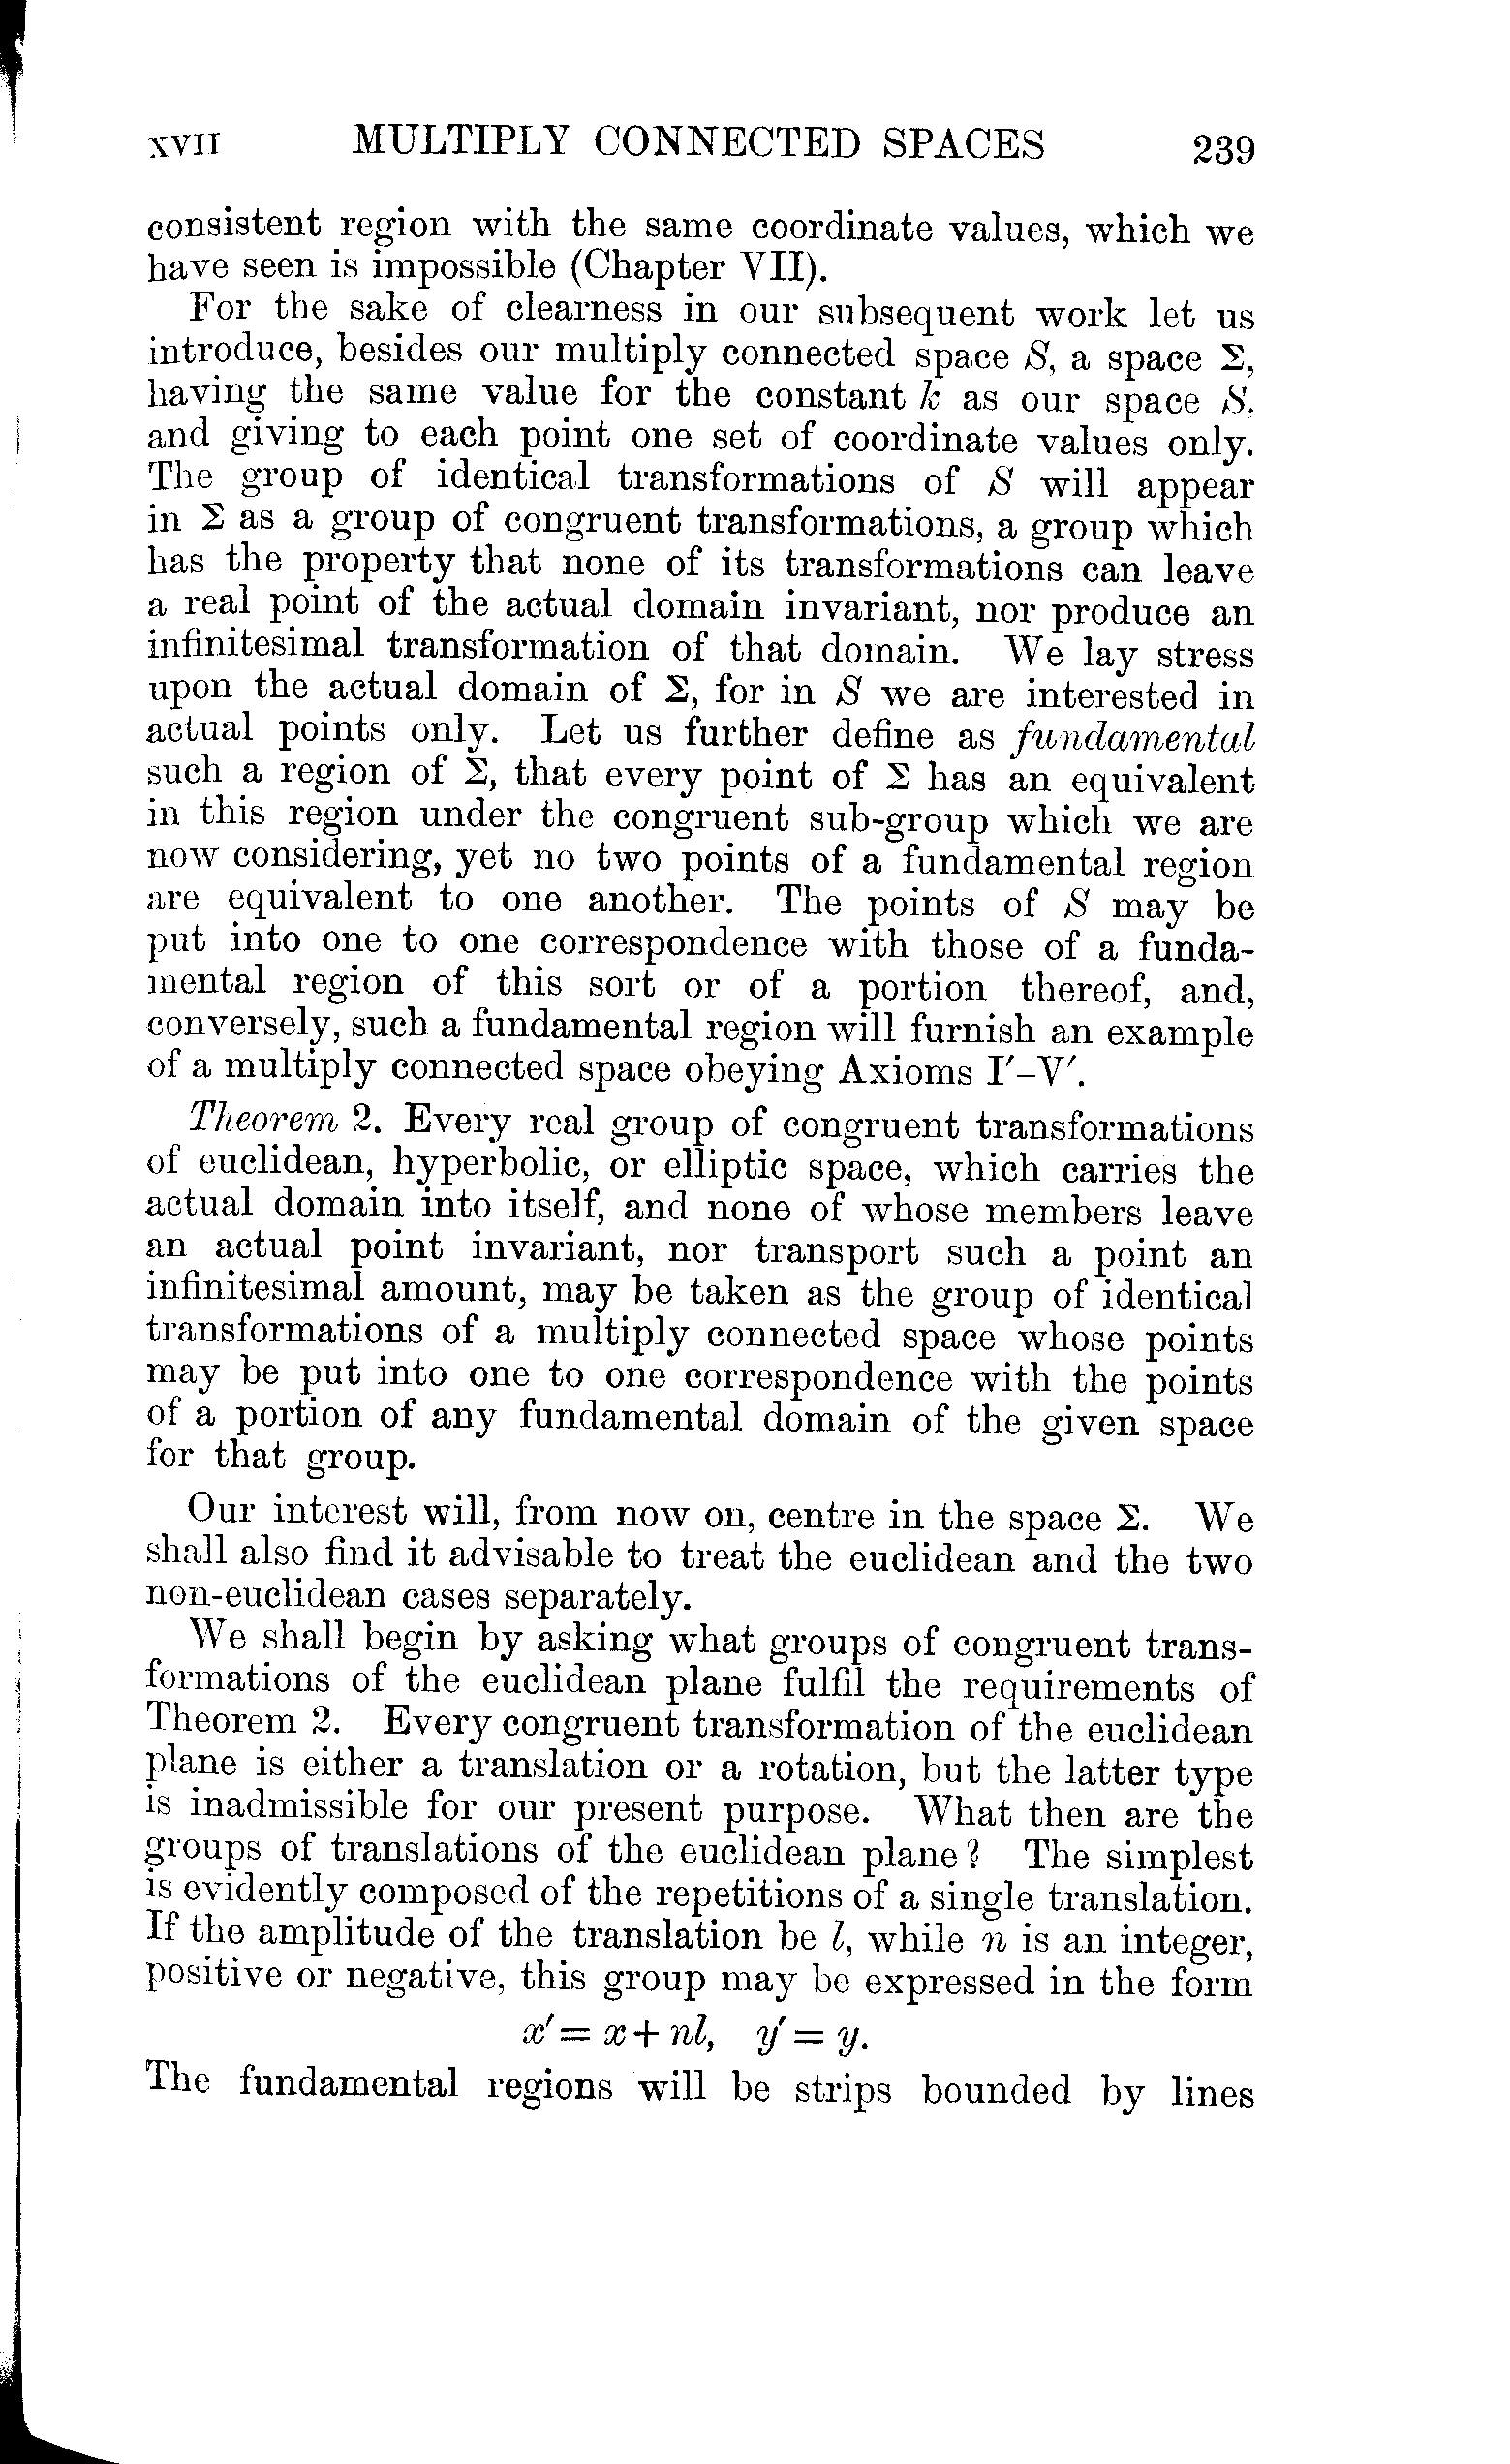 XVII MULTIPLY CONNECTED SPACES 239
consistent region with the same coordinate values, which we
have seen is impossible (Chapter VII).
For the sake of clearness in our subsequent work let us
introduce, besides our multiply connected space S, a space Σ,
having the same value for the constant k as our space S,
and giving to each point one set of coordinate values only.
The group of identical transformations of S will appear
in Σ as a group of congruent transformations, a group which
has the property that none of its transformations can leave
a real point of the actual domain invariant, nor produce an
infinitesimal transformation of that domain. We lay stress
upon the actual domain of Σ, for in S we are interested in
actual points only. Let us further define as fundamental
such a region of Σ, that every point of Σ has an equivalent
in this region under the congruent sub-group which we are
now considering, yet no two points of a fundamental region
are equivalent to one another. The points of S may be
put into one to one correspondence with those of a funda-
mental region of this sort or of a portion thereof, and,
conversely, such a fundamental region will furnish an example
of a multiply connected space obeying Axioms I′–V′.
Theorem 2. Every real group of congruent transformations
of euclidean, hyperbolic, or elliptic space, which carries the
actual domain into itself, and none of whose members leave
an actual point invariant, nor transport such a point an
infinitesimal amount, may be taken as the group of identical
transformations of a multiply connected space whose points
may be put into one to one correspondence with the points
of a portion of any fundamental domain of the given space
for that group.
Our interest will, from now on, centre in the space Σ. We
shall also find it advisable to treat the euclidean and the two
non-euclidean cases separately.
We shall begin by asking what groups of congruent trans-
formations of the euclidean plane fulfil the requirements of
Theorem 2. Every congruent transformation of the euclidean
plane is either a translation or a rotation, but the latter type
is inadmissible for our present purpose. What then are the
groups of translations of the euclidean plane? The simplest
is evidently composed of the repetitions of a single translation.
If the amplitude of the translation be l, while n is an integer,
positive or negative, this group may be expressed in the form
x′ = x + nl, y′ = y.
The fundamental regions will be strips bounded by lines